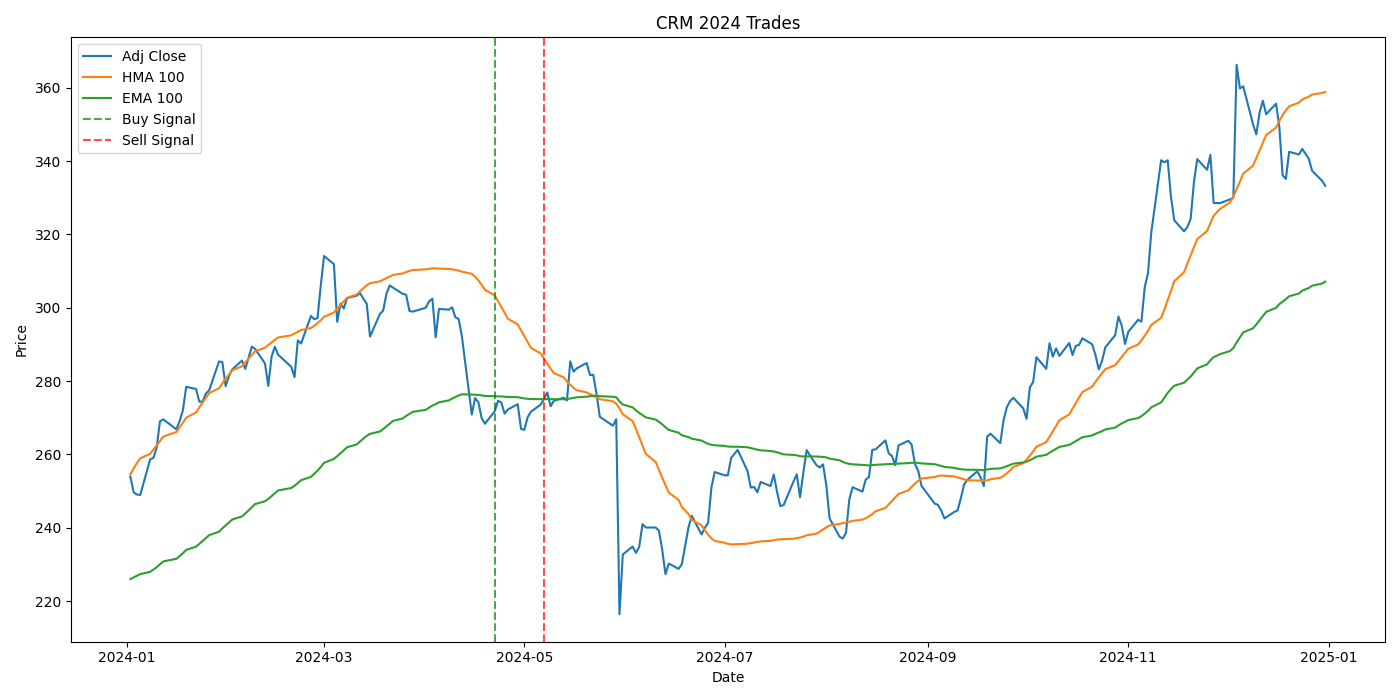 CRM 2024 Trades
Adj Close
HMA 100
EMA 100
Buy Signal
Sell Signal
Price
360
340
320
300
280
260
240
220
2024-01
2024-03
2024-05
2024-07
2024-09
2024-11
2025-01
Date